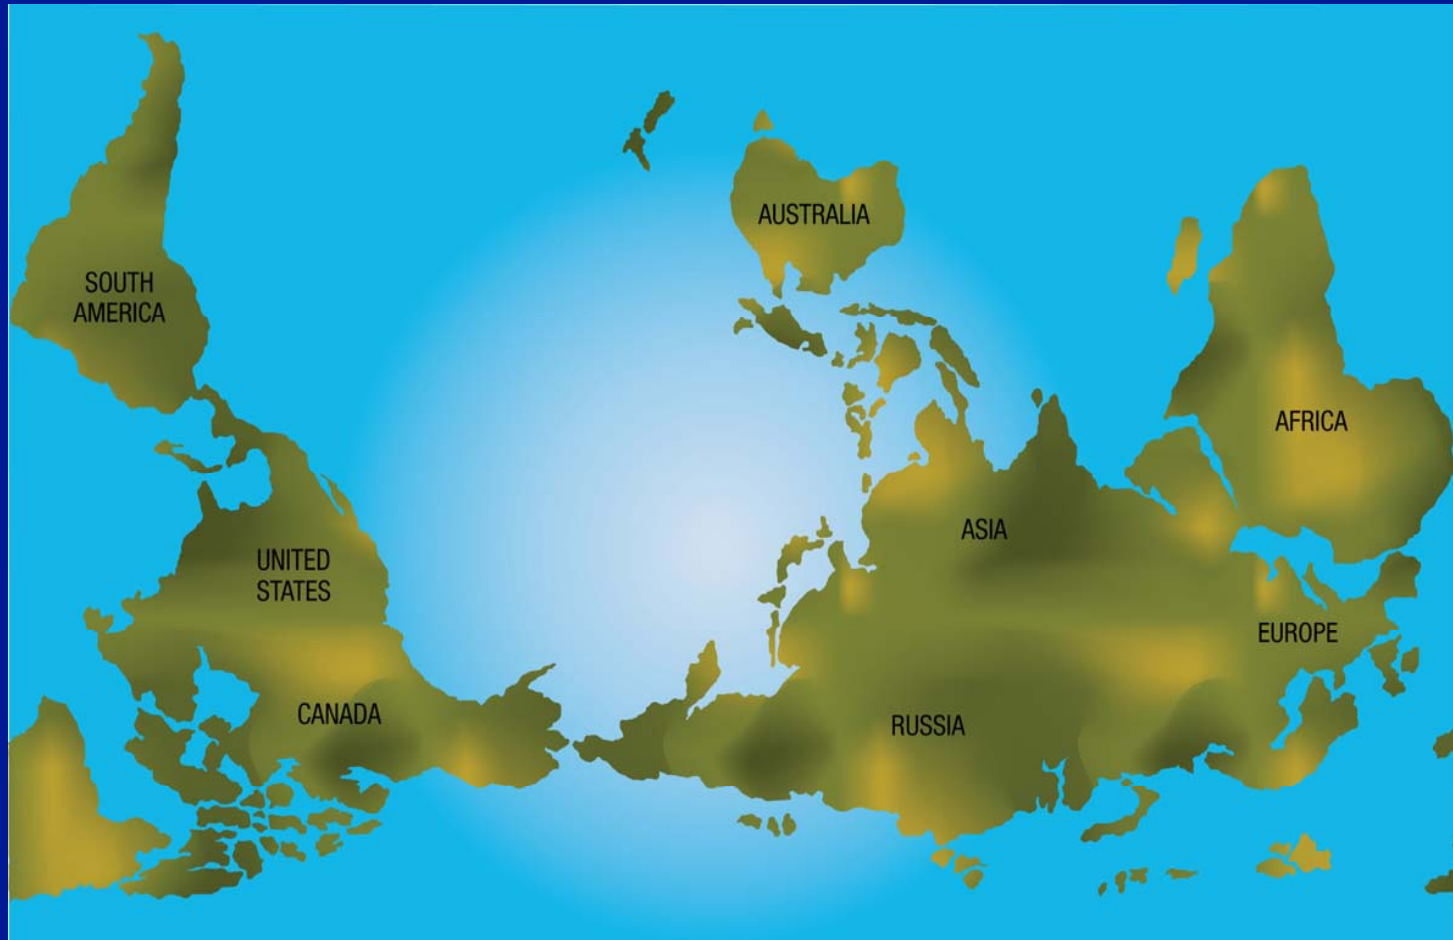 AUSTRALIA
SOUTH
AMERICA
AFRICA
ASIA
UNITED
STATES
EUROPE
CANADA
RUSSIA